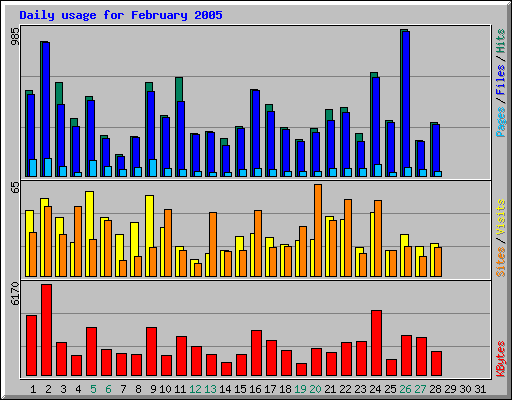 Daily usage for February 2005
985
Pages / Files / Hits
65
Sites / Visits
6170
KBytes
1 2 3 4 5 6 7 8 9 10 11 12 13 14 15 16 17 18 19 20 21 22 23 24 25 26 27 28 29 30 31